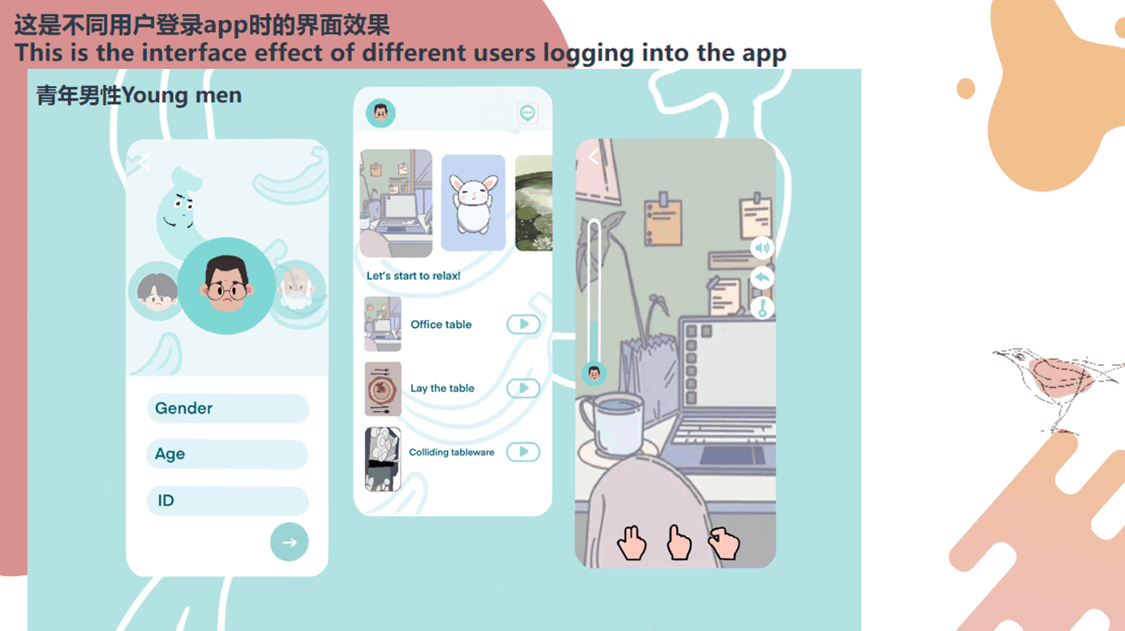 这是不同用户登录app时的界面效果
This is the interface effect of different users logging into the app
青年男性Young men
Gender
Age
ID
Let's start to relax!
Office table
Lay the table
Colliding tableware